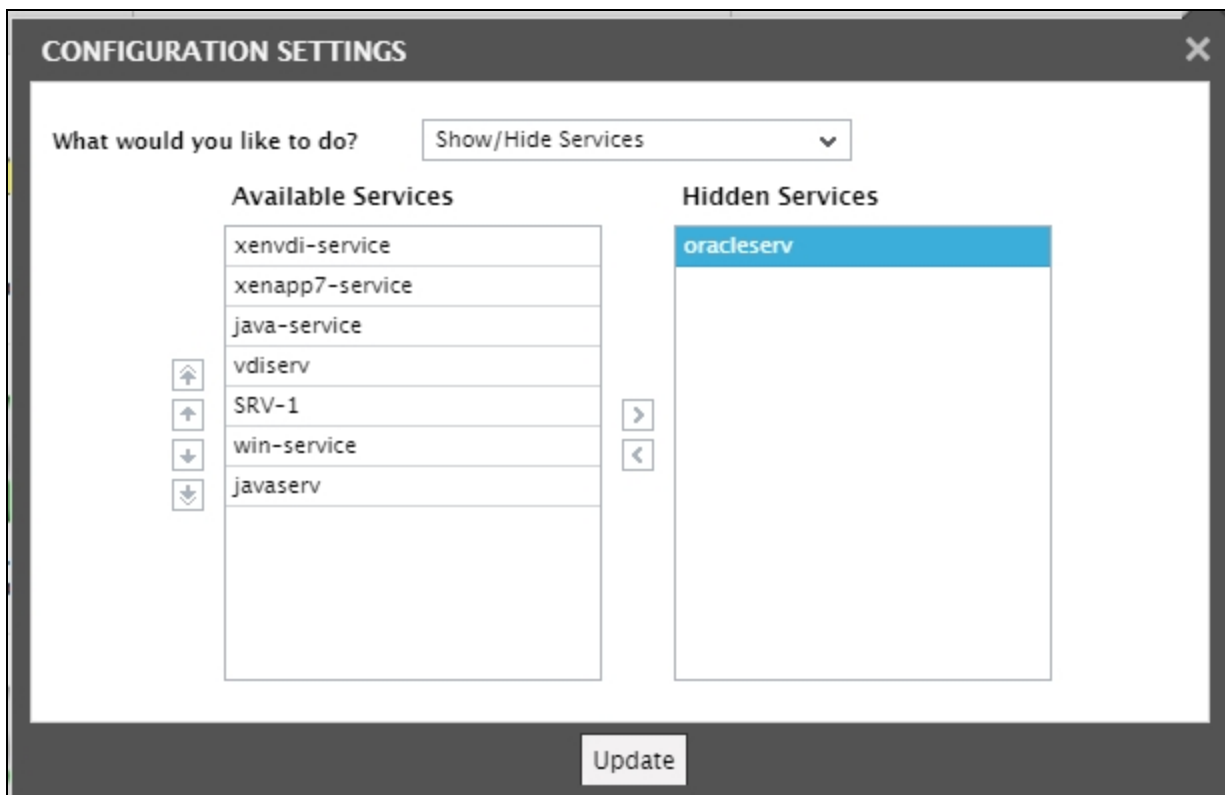 CONFIGURATION SETTINGS
What would you like to do? Show/Hide Services
Available Services
xenvdi-service
xenapp7-service
java-service
vdiserv
SRV-1
win-service
javaserv
Hidden Services
oracleserv
Update